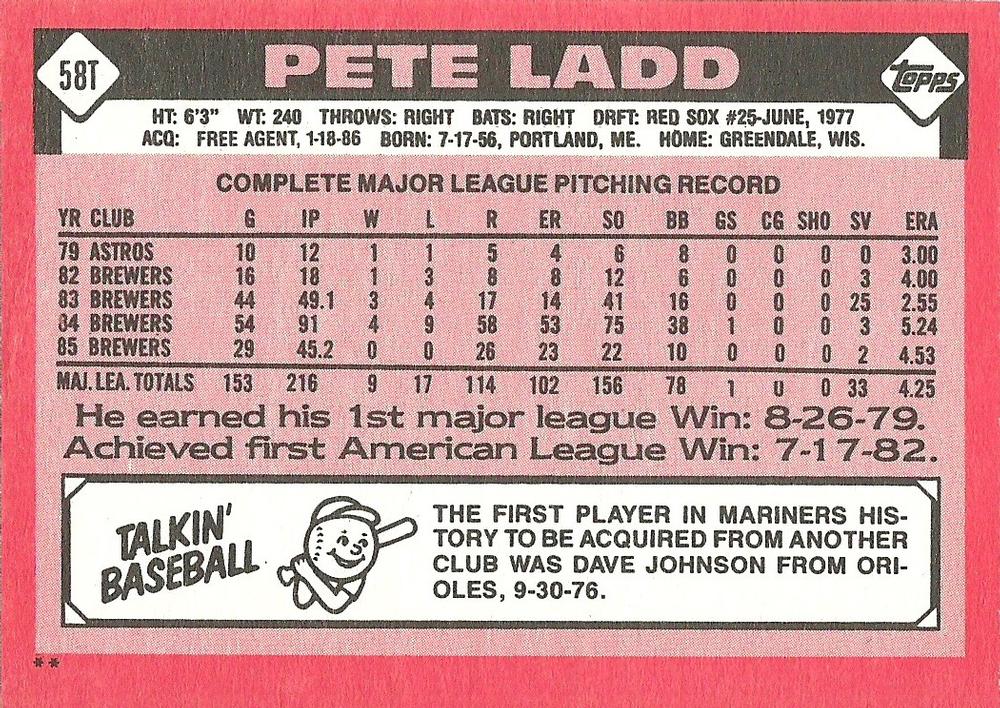 58T
PETE LADD
topps
HT: 6'3" WT: 240 THROWS: RIGHT BATS: RIGHT DRFT: RED SOX #25-JUNE, 1977
ACQ: FREE AGENT, 1-18-86 BORN: 7-17-56, PORTLAND, ME. HOME: GREENDALE, WIS.
COMPLETE MAJOR LEAGUE PITCHING RECORD
YR CLUB G IP W L R ER SO BB GS CG SHO SV ERA
79 ASTROS 10 12 1 1 5 4 6 8 0 0 0 0 3.00
82 BREWERS 16 18 1 3 8 8 12 6 0 0 0 3 4.00
83 BREWERS 44 49.1 3 4 17 14 41 16 0 0 0 25 2.55
84 BREWERS 54 91 4 9 58 53 75 38 1 0 0 3 5.24
85 BREWERS 29 45.2 0 0 26 23 22 10 0 0 0 2 4.53
MAJ. LEA. TOTALS 153 216 9 17 114 102 156 78 1 0 0 33 4.25
He earned his 1st major league Win: 8-26-79.
Achieved first American League Win: 7-17-82.
TALKIN'
BASEBALL
THE FIRST PLAYER IN MARINERS HIS-
TORY TO BE ACQUIRED FROM ANOTHER
CLUB WAS DAVE JOHNSON FROM ORI-
OLES, 9-30-76.
**